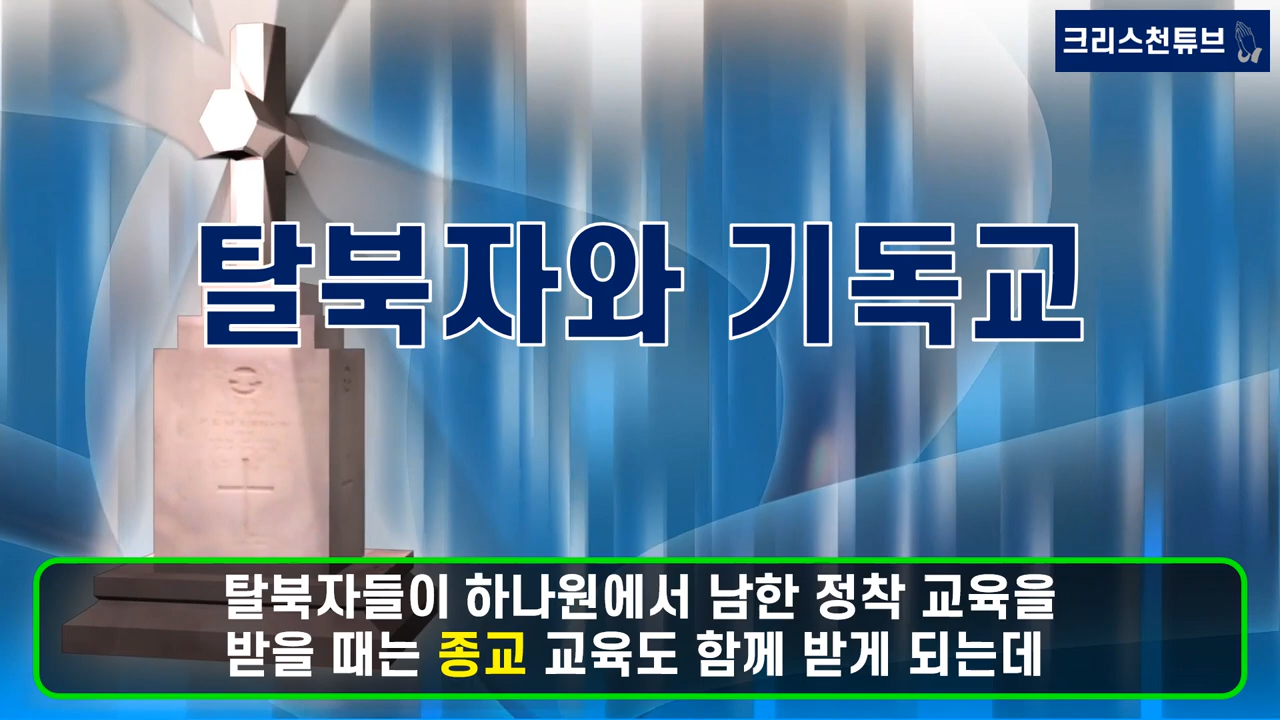 크리스천튜브
탈북자와 기독교
탈북자들이 하나원에서 남한 정착 교육을
받을 때는 종교 교육도 함께 받게 되는데